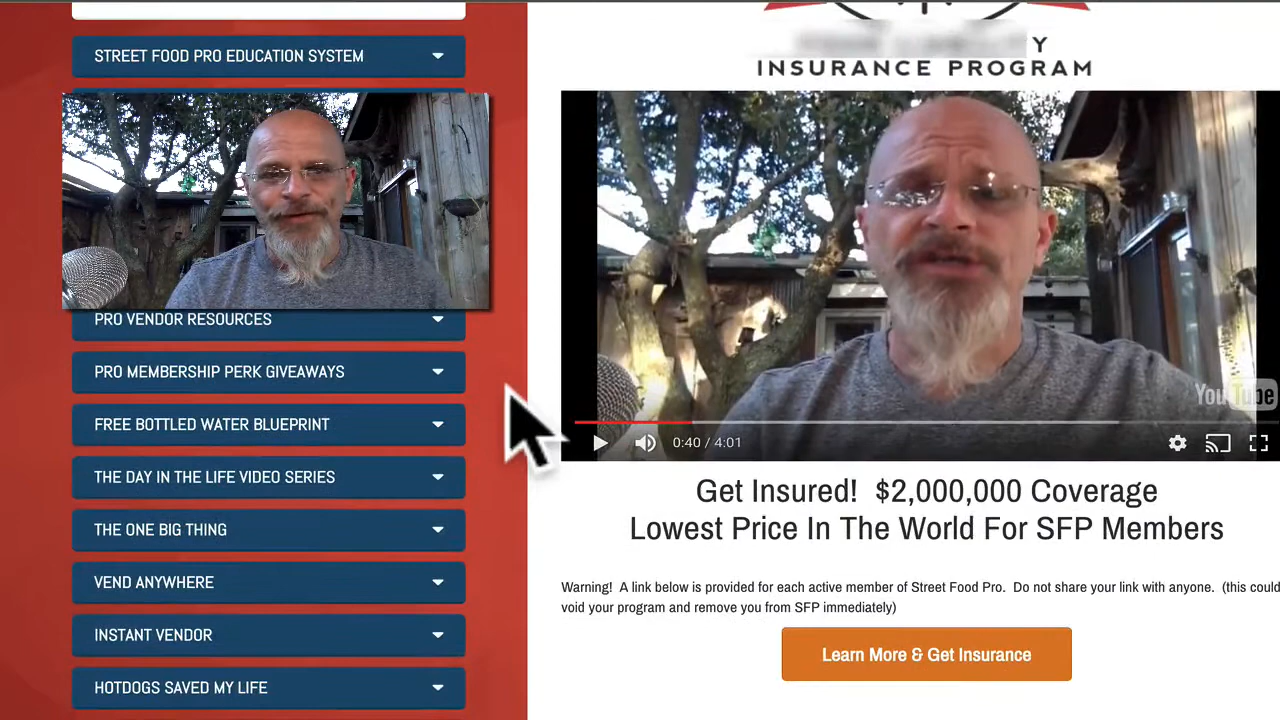 STREET FOOD PRO EDUCATION SYSTEM
PRO VENDOR RESOURCES
PRO MEMBERSHIP PERK GIVEAWAYS
FREE BOTTLED WATER BLUEPRINT
THE DAY IN THE LIFE VIDEO SERIES
THE ONE BIG THING
VEND ANYWHERE
INSTANT VENDOR
HOTDOGS SAVED MY LIFE
Y
INSURANCE PROGRAM
YouTube
0:40 / 4:01
Get Insured! $2,000,000 Coverage
Lowest Price In The World For SFP Members
Warning! A link below is provided for each active member of Street Food Pro. Do not share your link with anyone. (this could
void your program and remove you from SFP immediately)
Learn More & Get Insurance